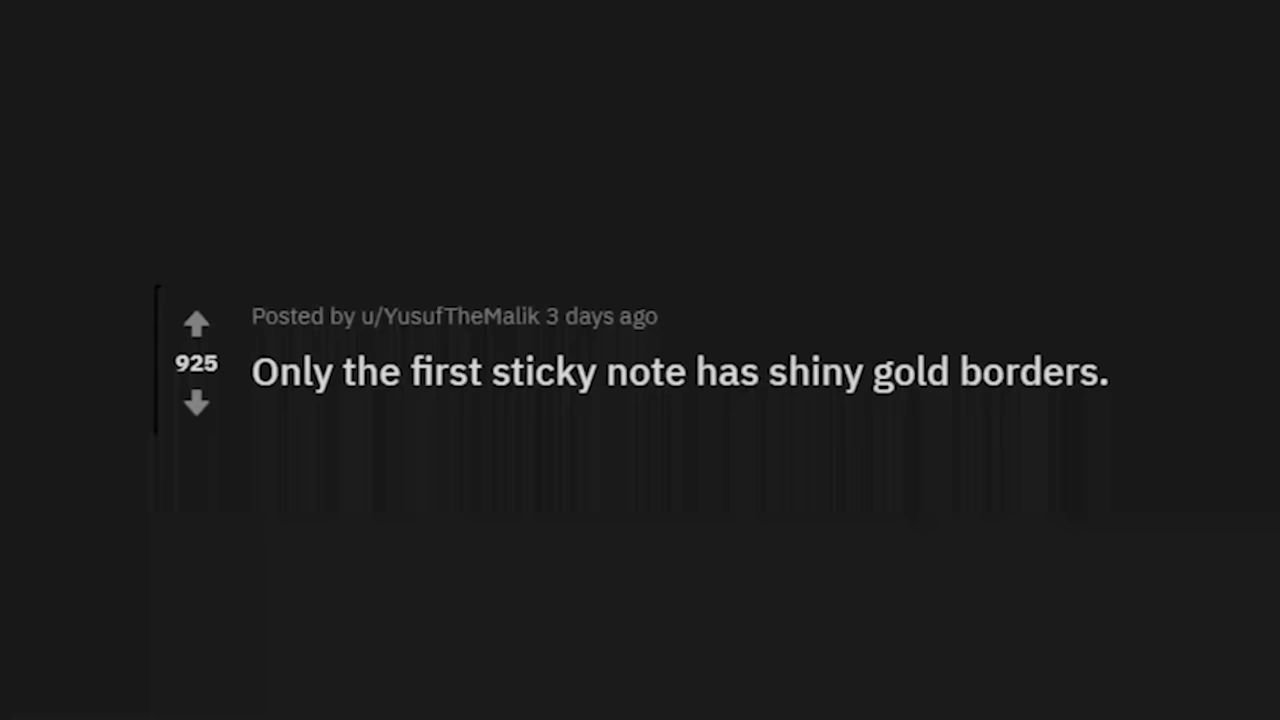 Posted by u/YusufTheMalik 3 days ago
925
Only the first sticky note has shiny gold borders.